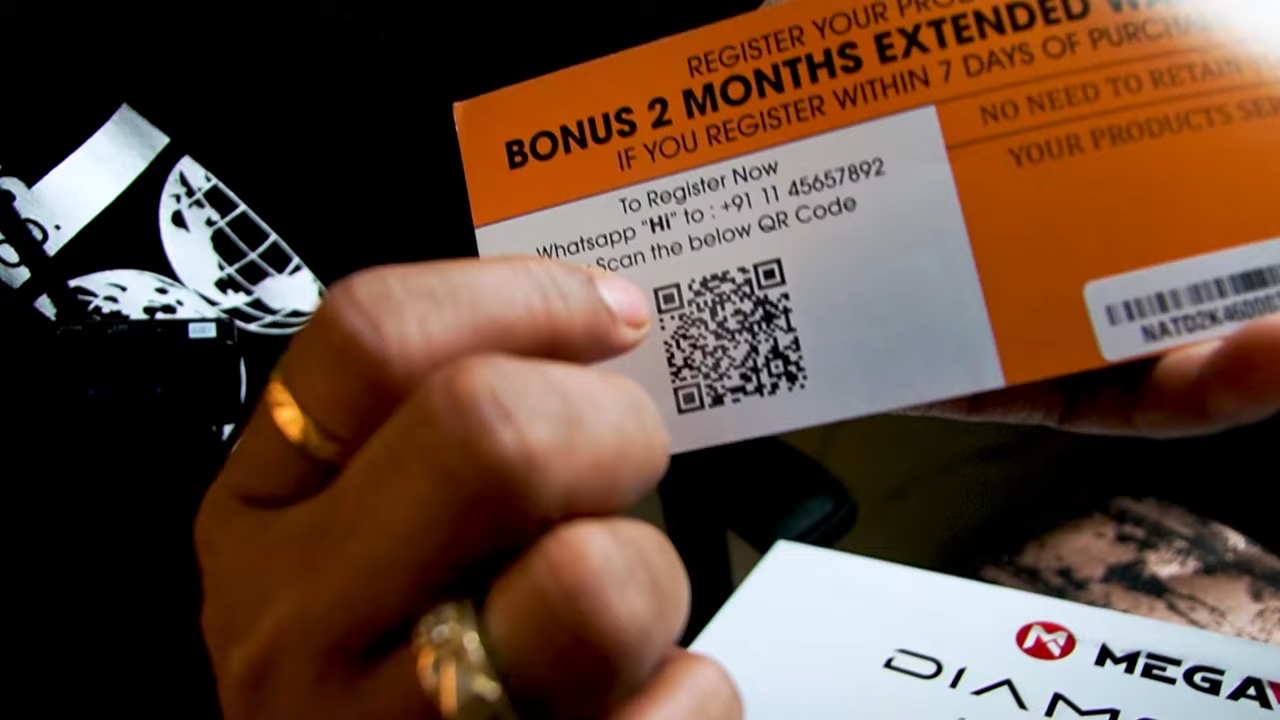 REGISTER YOUR
BONUS 2 MONTHS EXTENDED
IF YOU REGISTER WITHIN 7 DAYS OF
NO NEED TO RETAIN
YOUR PRODUCTS
To Register Now
Whatsapp "Hi" to : +91 11 45657892
Scan the below QR Code
MEGA